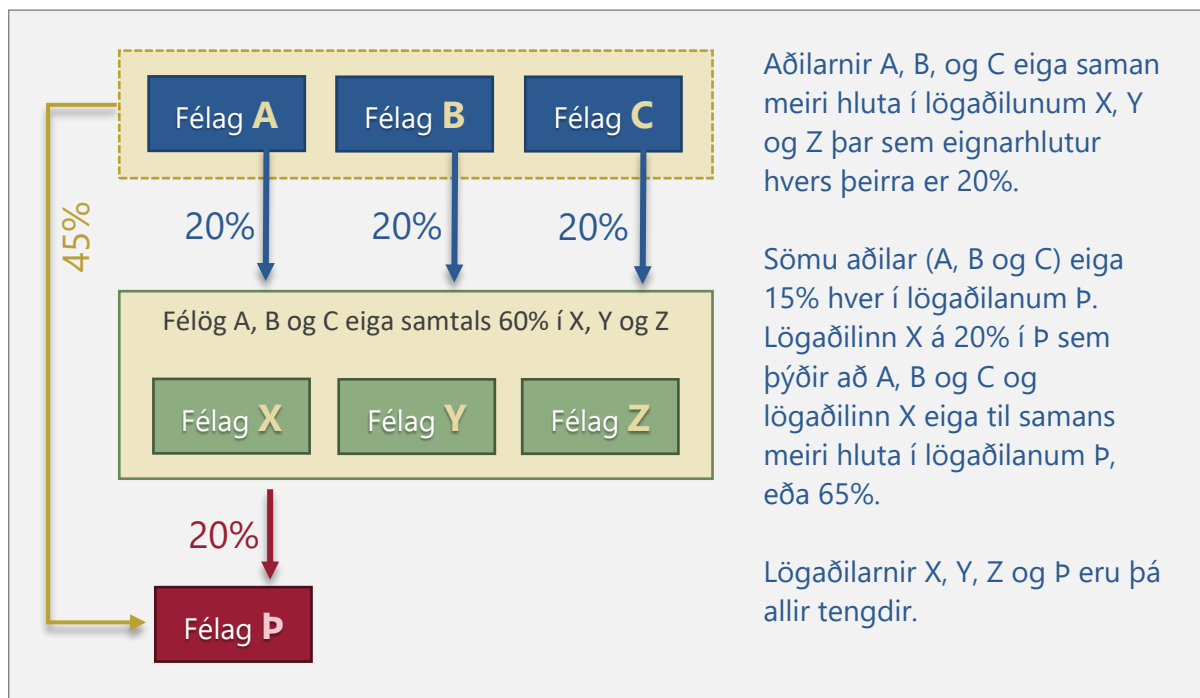 Félag A
Félag B
Félag C
20%
20%
20%
45%
Félög A, B og C eiga samtals 60% í X, Y og Z
Félag X
Félag Y
Félag Z
20%
Félag Þ
Aðilarnir A, B, og C eiga saman
meiri hluta í lögaðilunum X, Y
og Z þar sem eignarhlutur
hvers þeirra er 20%.
Sömu aðilar (A, B og C) eiga
15% hver í lögaðilanum Þ.
Lögaðilinn X á 20% í Þ sem
þýðir að A, B og C og
lögaðilinn X eiga til samans
meiri hluta í lögaðilanum Þ,
eða 65%.
Lögaðilarnir X, Y, Z og Þ eru þá
allir tengdir.